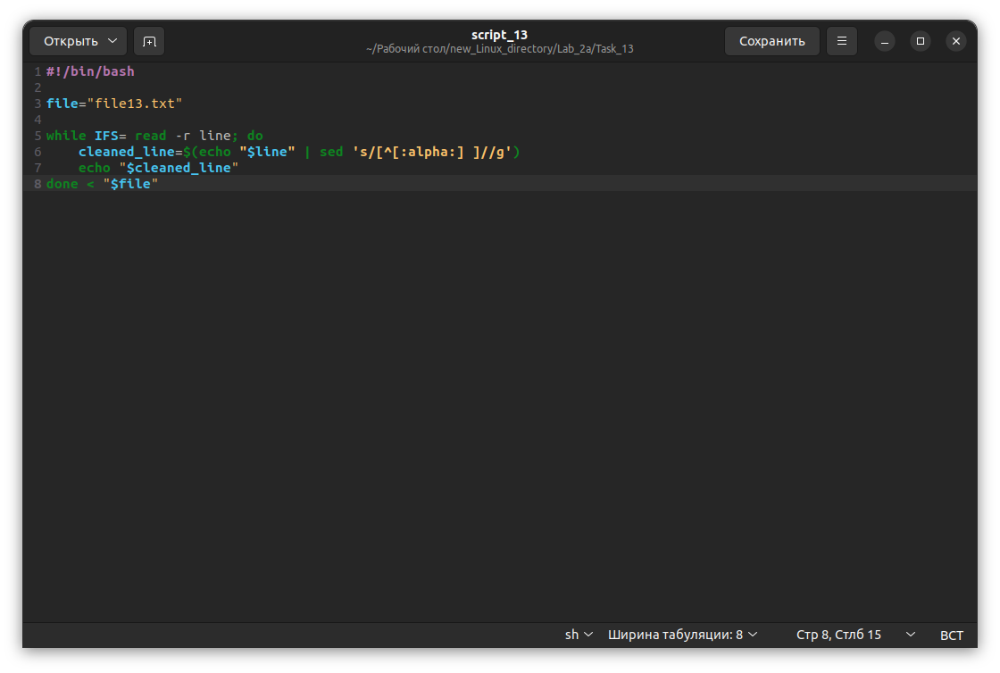 Открыть
script_13
~/Рабочий стол/new_Linux_directory/Lab_2a/Task_13
Сохранить
1 #!/bin/bash
2
3 file="file13.txt"
4
5 while IFS= read -r line; do
6     cleaned_line=$(echo "$line" | sed 's/[^[:alpha:] ]//g')
7     echo "$cleaned_line"
8 done < "$file"
sh Ширина табуляции: 8 Стр 8, Стлб 15 ВСТ